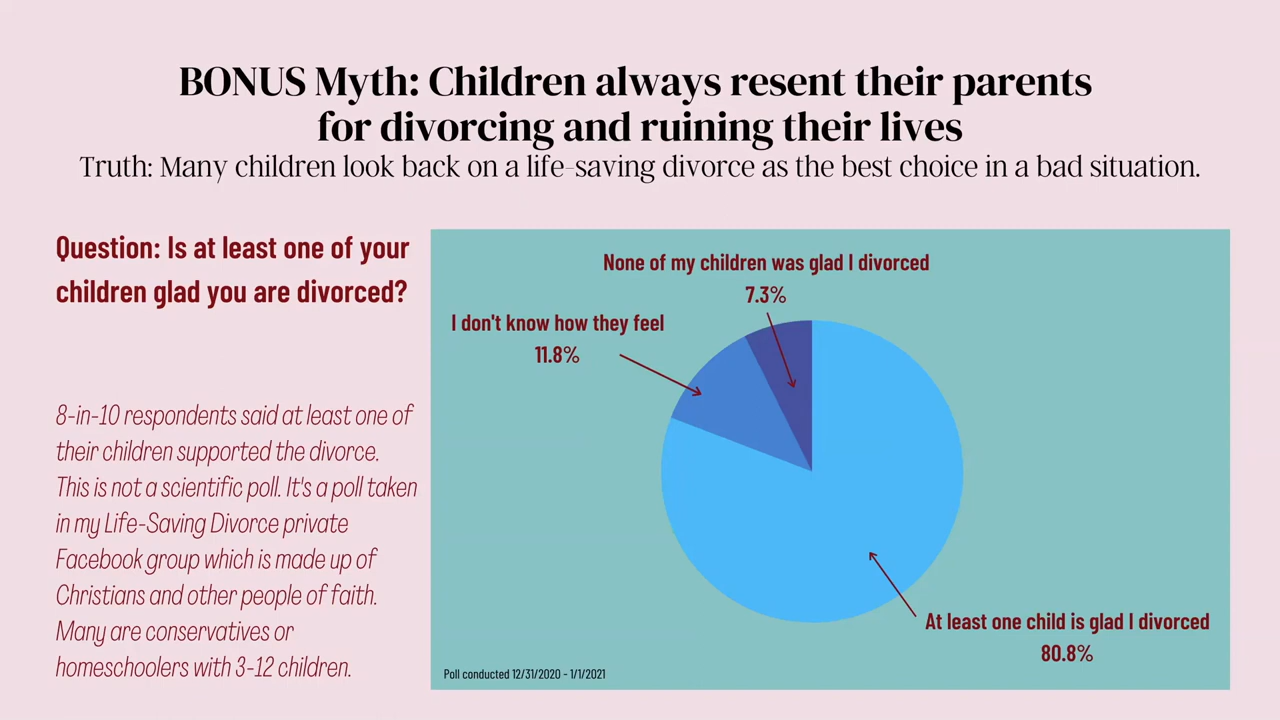 BONUS Myth: Children always resent their parents
for divorcing and ruining their lives
Truth: Many children look back on a life-saving divorce as the best choice in a bad situation.
Question: Is at least one of your
children glad you are divorced?
8-in-10 respondents said at least one of
their children supported the divorce.
This is not a scientific poll. It's a poll taken
in my Life-Saving Divorce private
Facebook group which is made up of
Christians and other people of faith.
Many are conservatives or
homeschoolers with 3-12 children.
None of my children was glad I divorced
7.3%
I don't know how they feel
11.8%
At least one child is glad I divorced
80.8%
Poll conducted 12/31/2020 - 1/1/2021